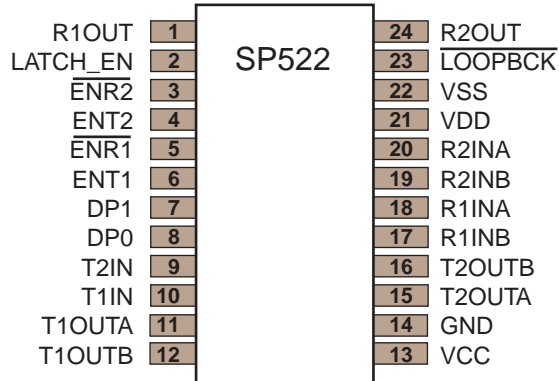 SP522
R1OUT 1
LATCH_EN 2
ENR2 3
ENT2 4
ENR1 5
ENT1 6
DP1 7
DP0 8
T2IN 9
T1IN 10
T1OUTA 11
T1OUTB 12
24 R2OUT
23 LOOPBCK
22 VSS
21 VDD
20 R2INA
19 R2INB
18 R1INA
17 R1INB
16 T2OUTB
15 T2OUTA
14 GND
13 VCC